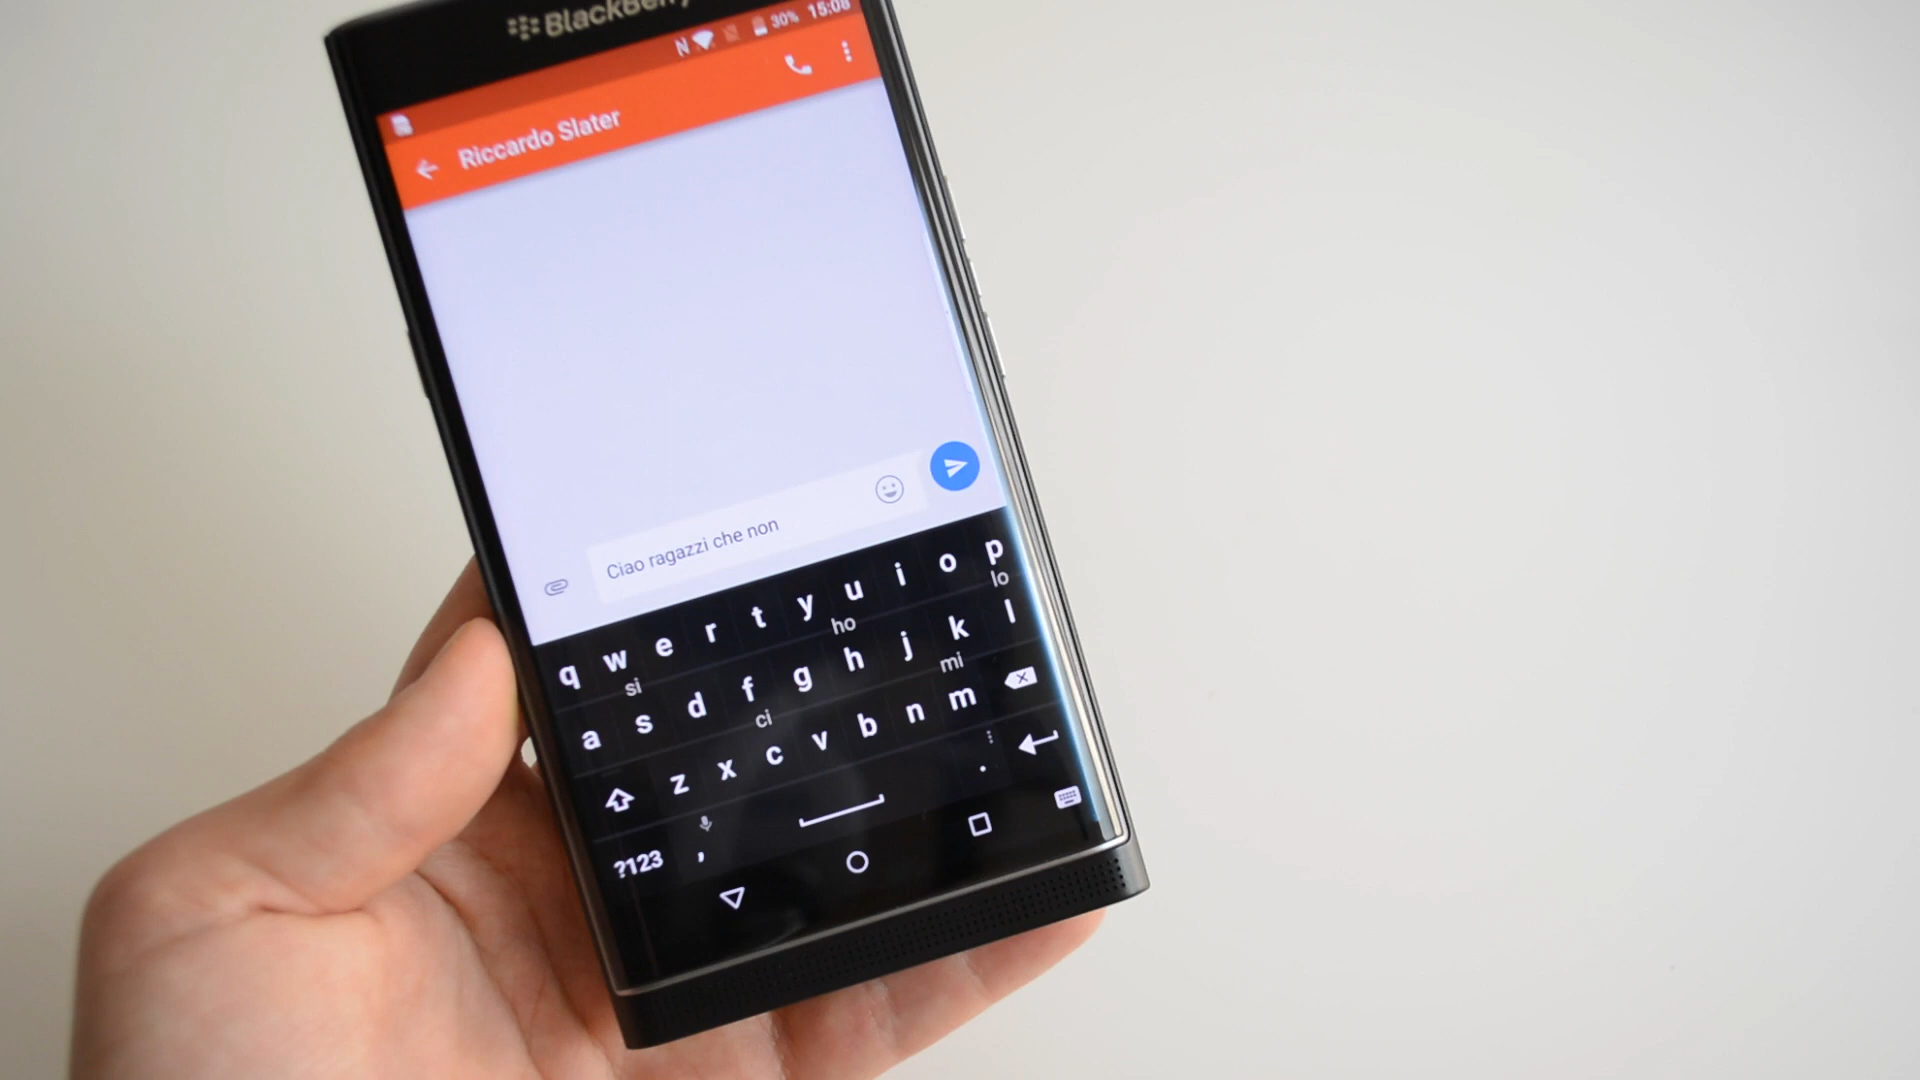 BlackBerry
30% 15:08
Riccardo Slater
Ciao ragazzi che non
q w e r t y u i o p
si ho lo
a s d f g h j k l
ci mi
z x c v b n m
?123 , .